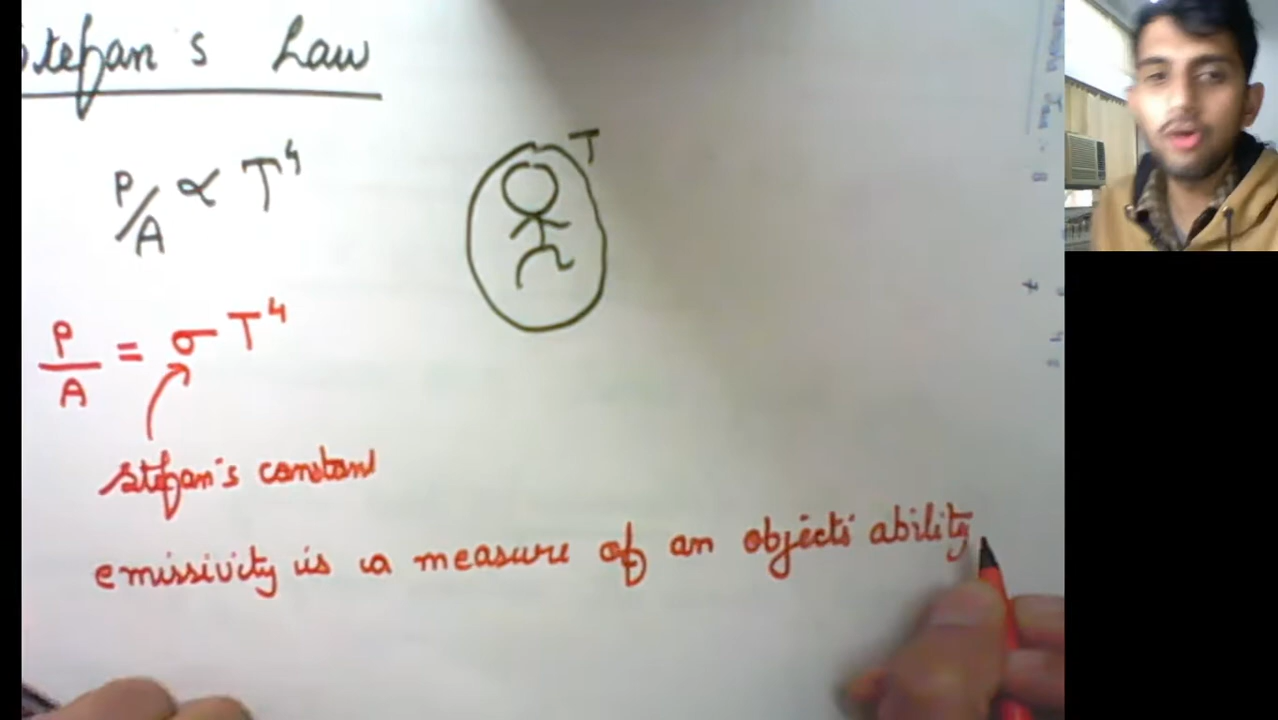 Stefan's Law
P/A ∝ T⁴
T
P/A = σ T⁴
Stefan's constant
emissivity is a measure of an objects' ability